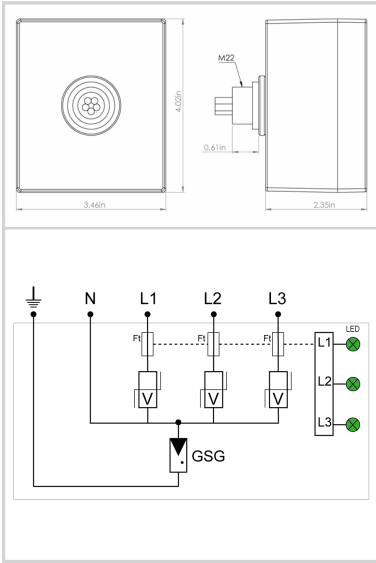 M22
4.02in
0.61in
3.46in
2.35in
N L1 L2 L3
LED
Ft Ft Ft L1
V V V L2
L3
GSG